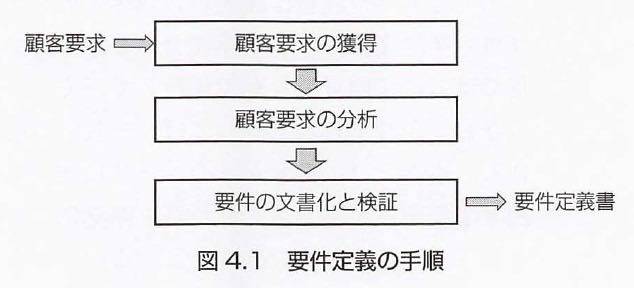 顧客要求
顧客要求の獲得
顧客要求の分析
要件の文書化と検証
要件定義書
図 4.1 要件定義の手順